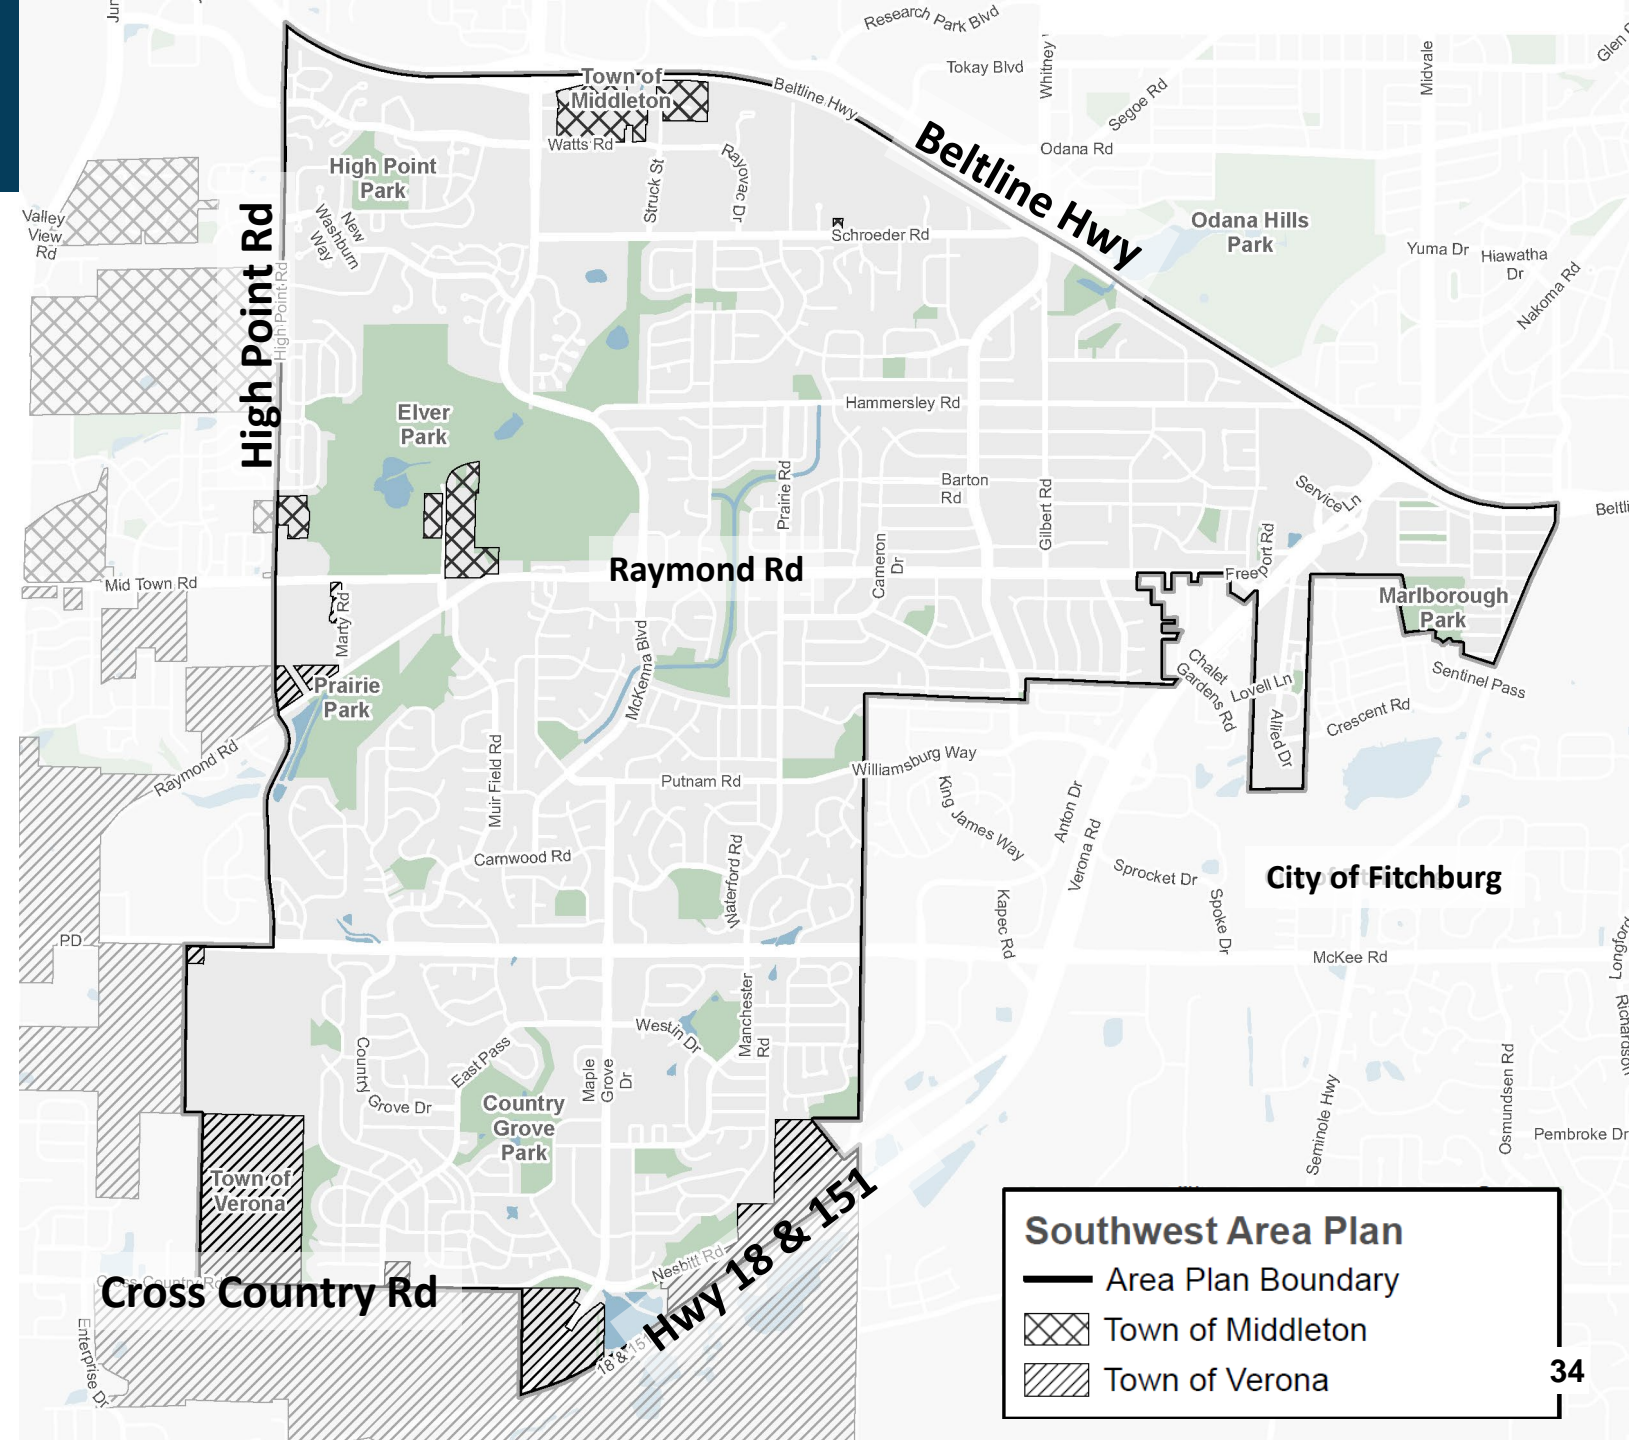 Research Park Blvd
Whitney
Tokay Blvd
Midvale
Segoe Rd
Odana Rd
Town of
Middleton
Beltline Hwy
Beltline Hwy
Watts Rd
Struck St
Rayovac Dr
High Point
Park
New
Washburn
Way
Schroeder Rd
Odana Hills
Park
Yuma Dr
Hiawatha
Dr
Nakoma Rd
Valley
View
Rd
High Point Rd
High Point Rd
Elver
Park
Hammersley Rd
Prairie Rd
Barton
Rd
Gilbert Rd
Service Ln
Cameron
Dr
Raymond Rd
Freeport Rd
Marlborough
Park
Mid Town Rd
Marty Rd
McKenna Blvd
Chalet
Gardens Rd
Lovell Ln
Allied Dr
Sentinel Pass
Crescent Rd
Prairie
Park
Raymond Rd
Muir Field Rd
Putnam Rd
Williamsburg Way
King James Way
Anton Dr
Verona Rd
Carnwood Rd
Waterford Rd
Sprocket Dr
Spoke Dr
City of Fitchburg
Kapec Rd
PD
McKee Rd
Manchester
Rd
Westin Dr
East Pass
Country
Grove Dr
Maple
Grove
Dr
Country
Grove
Park
Seminole Hwy
Osmundsen Rd
Pembroke Dr
Town of
Verona
Nesbitt Rd
Hwy 18 & 151
18 & 151
Cross Country Rd
Cross Country Rd
Enterprise Dr
Southwest Area Plan
Area Plan Boundary
Town of Middleton
Town of Verona
34